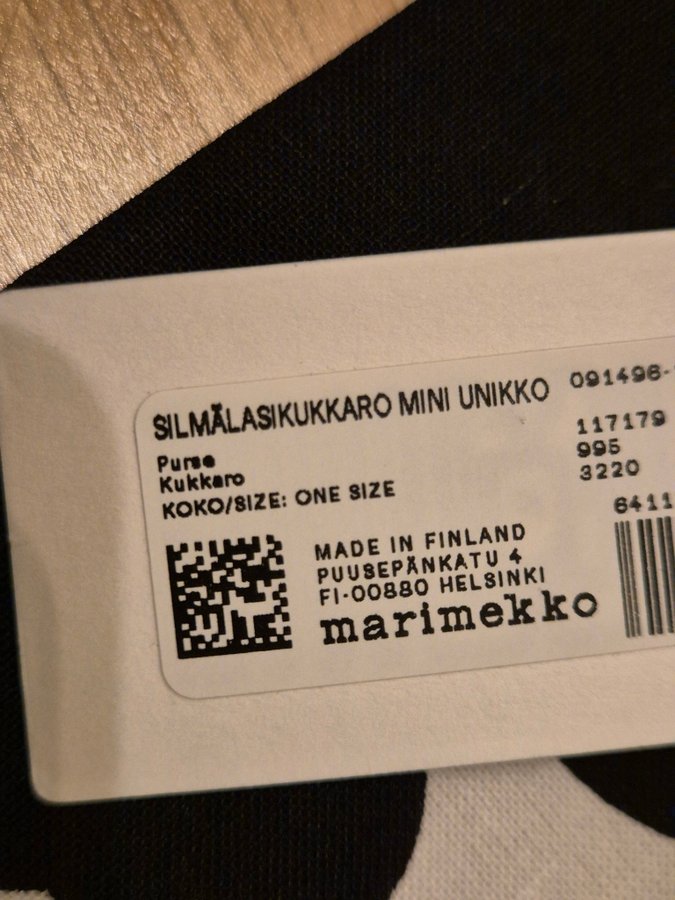 SILMÄLASIKUKKARO MINI UNIKKO 091496-
Purse 117179
Kukkaro 995
KOKO/SIZE: ONE SIZE 3220
6411
MADE IN FINLAND
PUUSEPÄNKATU 4
FI-00880 HELSINKI
marimekko